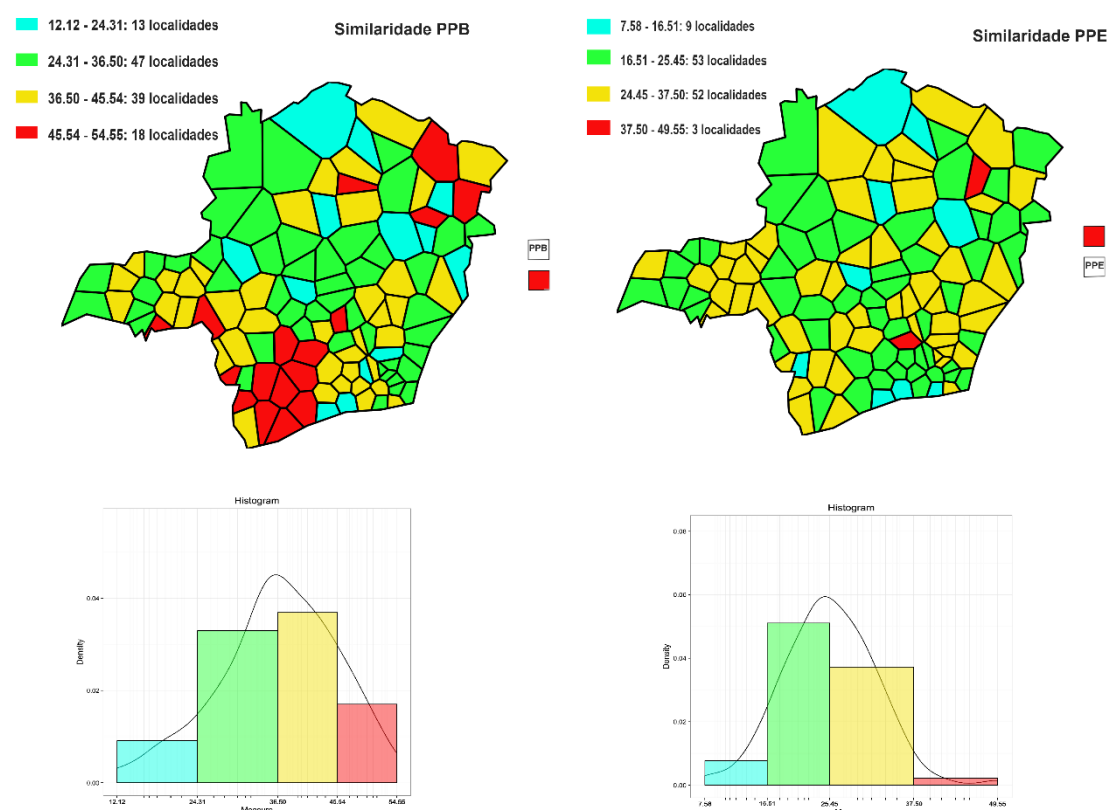 Similaridade PPB
12.12 - 24.31: 13 localidades
24.31 - 36.50: 47 localidades
36.50 - 45.54: 39 localidades
45.54 - 54.55: 18 localidades
PPB
Similaridade PPE
7.58 - 16.51: 9 localidades
16.51 - 25.45: 53 localidades
24.45 - 37.50: 52 localidades
37.50 - 49.55: 3 localidades
PPE
Histogram
Density
0.04
0.02
0.00
12.12 24.31 36.50 45.54 54.55
Histogram
Density
0.08
0.06
0.04
0.02
0.00
7.58 16.51 25.45 37.50 49.55